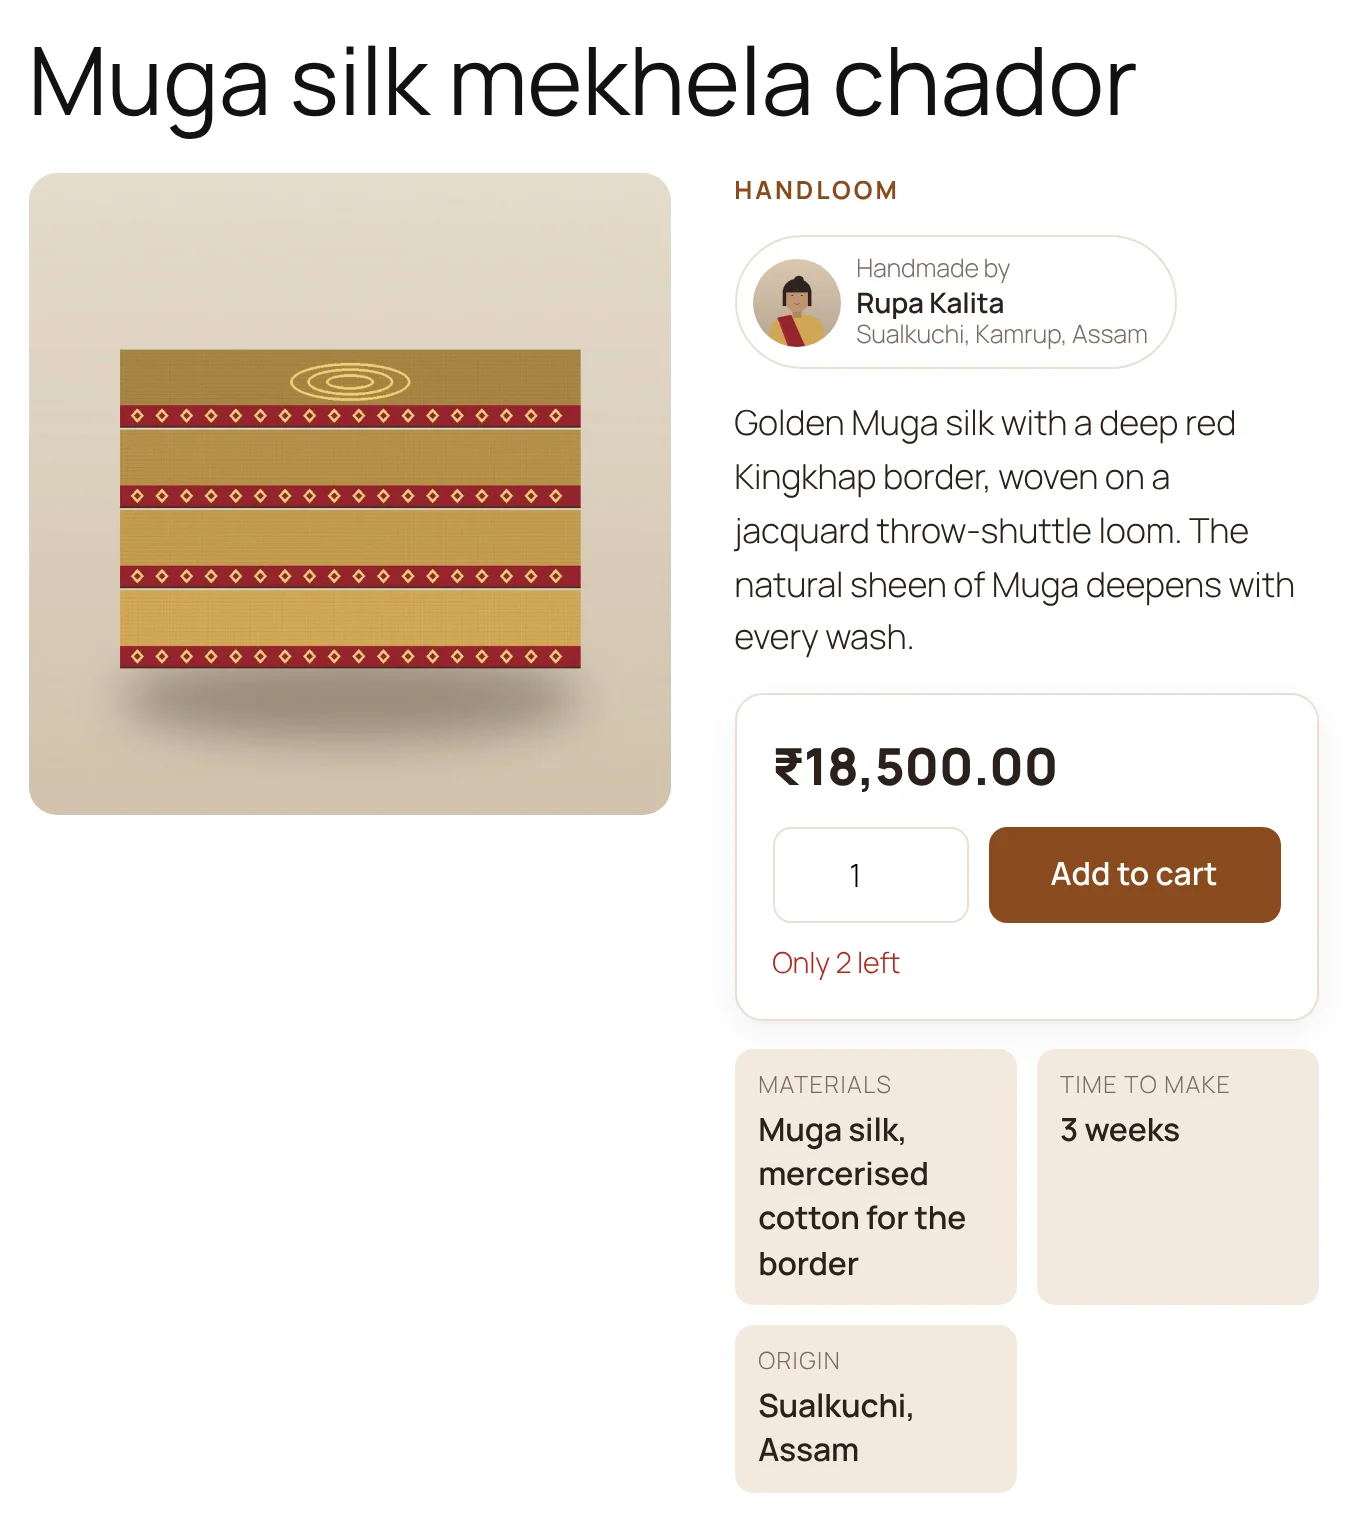 Muga silk mekhela chador
HANDLOOM
Handmade by
Rupa Kalita
Sualkuchi, Kamrup, Assam
Golden Muga silk with a deep red
Kingkhap border, woven on a
jacquard throw-shuttle loom. The
natural sheen of Muga deepens with
every wash.
₹18,500.00
1
Add to cart
Only 2 left
MATERIALS
Muga silk,
mercerised
cotton for the
border
TIME TO MAKE
3 weeks
ORIGIN
Sualkuchi,
Assam